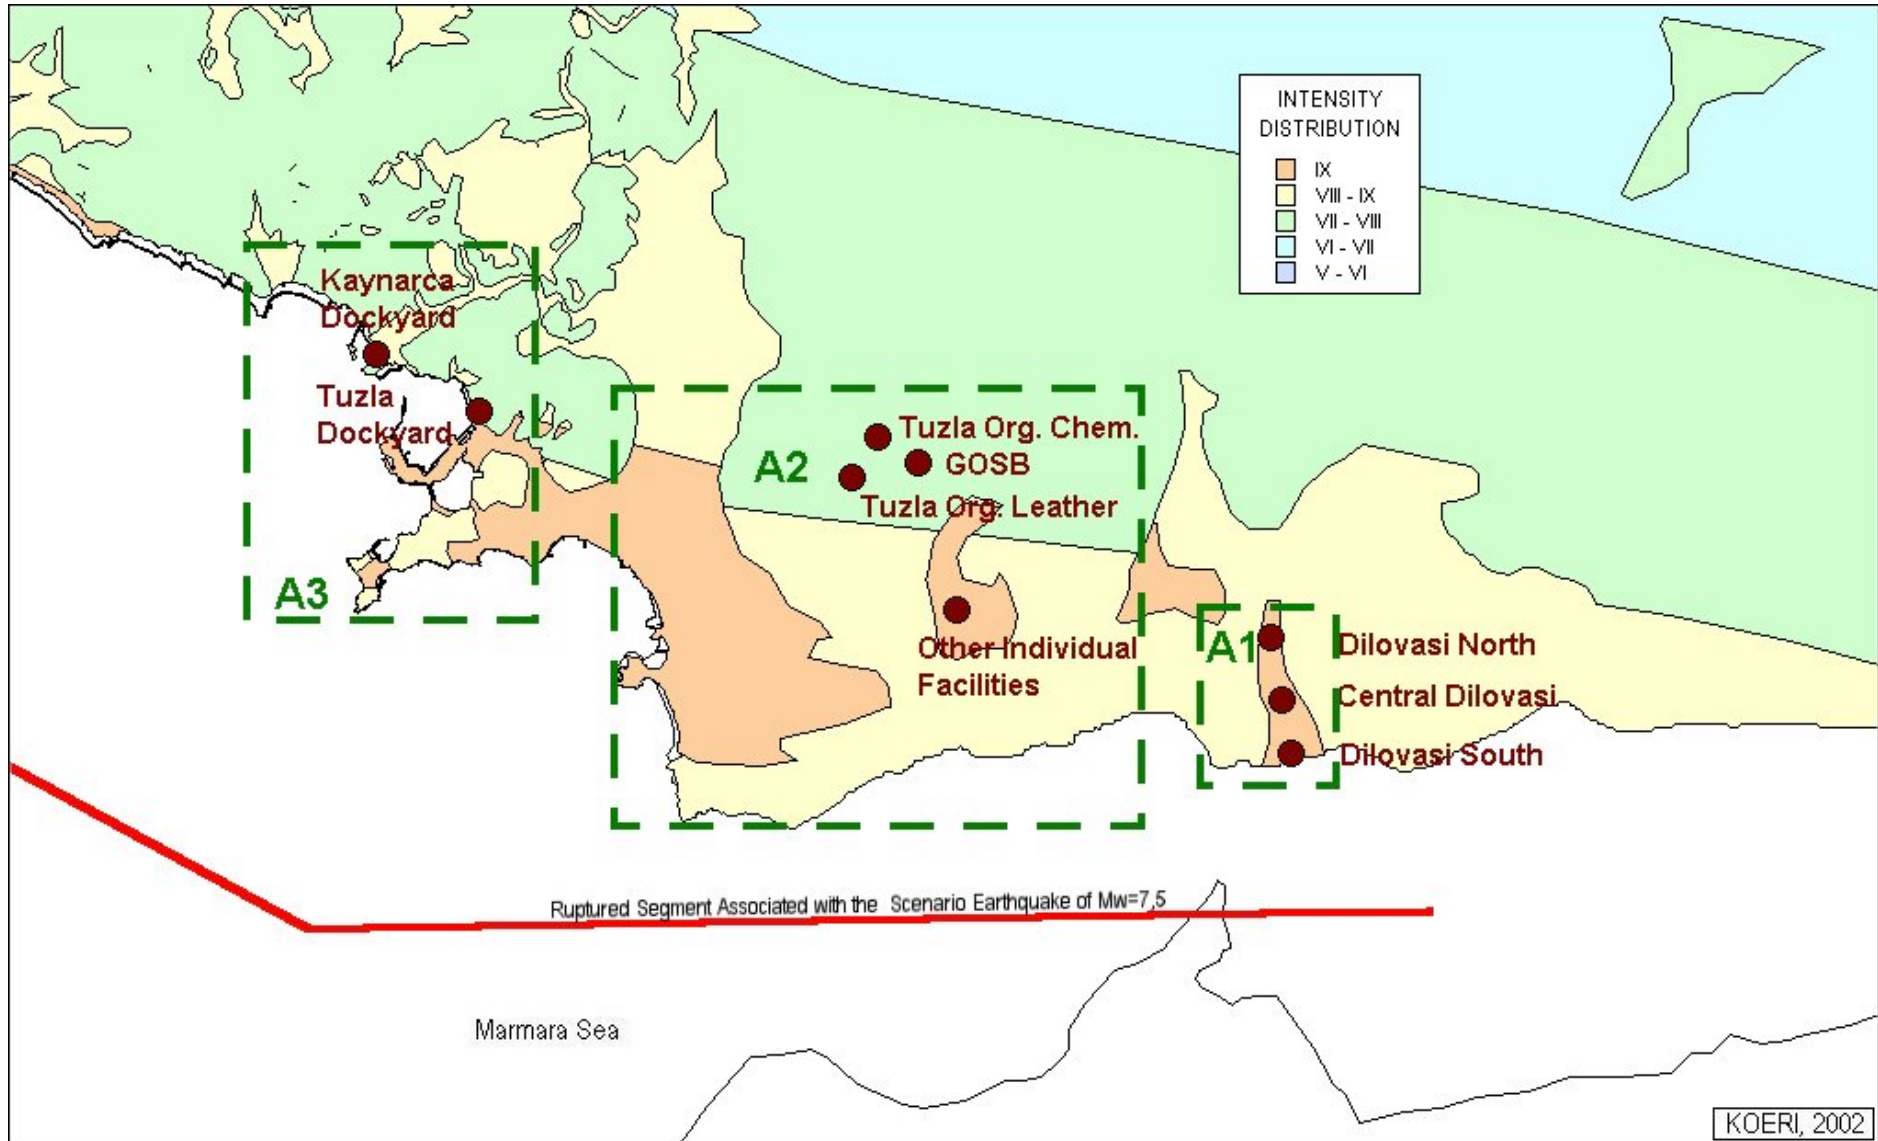 INTENSITY
DISTRIBUTION
IX
VIII - IX
VII - VIII
VI - VII
V - VI
Kaynarca
Dockyard
Tuzla
Dockyard
A3
A2
Tuzla Org. Chem.
GOSB
Tuzla Org. Leather
Other Individual
Facilities
A1
Dilovasi North
Central Dilovasi
Dilovasi South
Ruptured Segment Associated with the Scenario Earthquake of Mw=7,5
Marmara Sea
KOERI, 2002